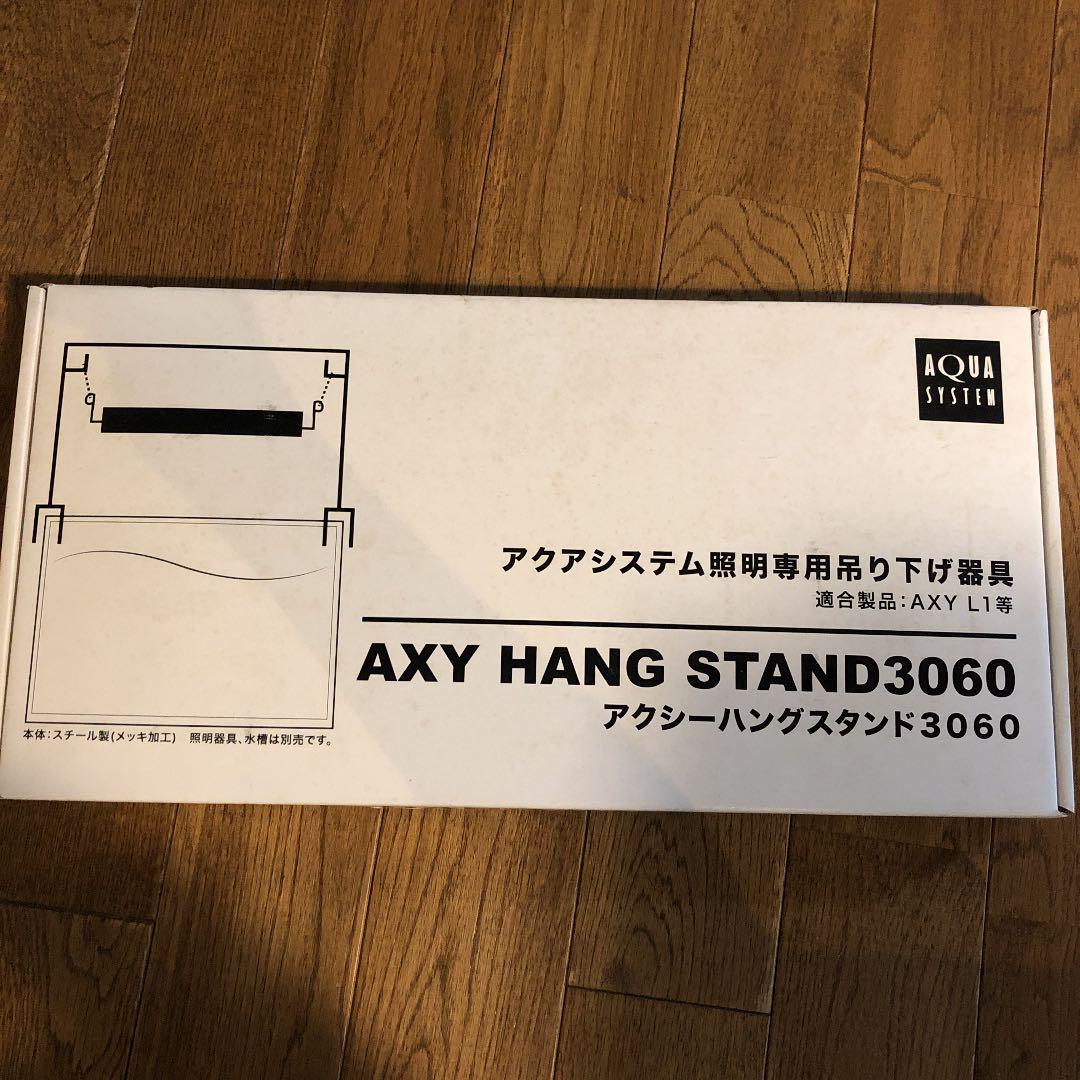 AQUA
SYSTEM
アクアシステム照明専用吊り下げ器具
適合製品：AXY L1等
AXY HANG STAND3060
アクシーハングスタンド3060
本体：スチール製(メッキ加工)　照明器具、水槽は別売です。